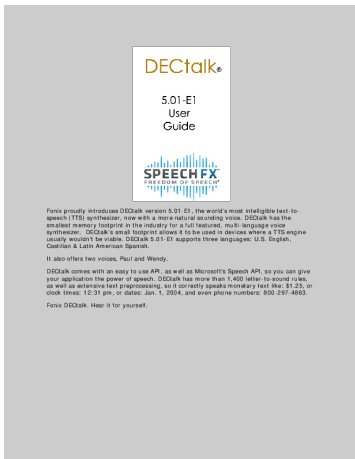 DECtalk®
5.01-E1
User
Guide
SPEECHFX™
FREEDOM OF SPEECH®
Fonix proudly introduces DECtalk version 5.01-E1, the world's most intelligible text-to-
speech (TTS) synthesizer, now with a more natural sounding voice. DECtalk has the
smallest memory footprint in the industry for a full featured, multi-language voice
synthesizer.  DECtalk's small footprint allows it to be used in devices where a TTS engine
usually wouldn't be viable. DECtalk 5.01-E1 supports three languages: U.S. English,
Castilian & Latin American Spanish.
It also offers two voices, Paul and Wendy.
DECtalk comes with an easy to use API, as well as Microsoft's Speech API, so you can give
your application the power of speech. DECtalk has more than 1,400 letter-to-sound rules,
as well as extensive text preprocessing, so it correctly speaks monetary text like: $1.25, or
clock times: 12:31 pm, or dates: Jan. 1, 2004, and even phone numbers: 800-297-4863.
Fonix DECtalk. Hear it for yourself.